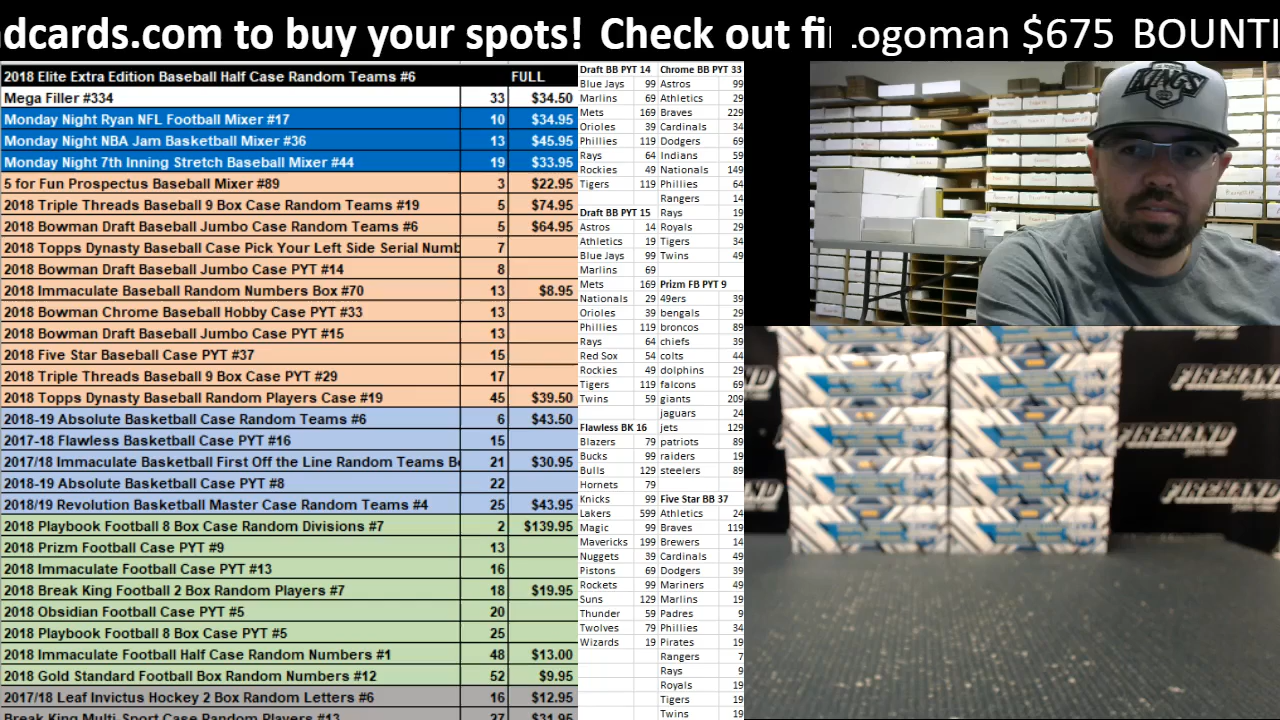 ndcards.com to buy your spots!  Check out fi
.ogoman $675  BOUNTI
2018 Elite Extra Edition Baseball Half Case Random Teams #6 FULL
Mega Filler #334 33 $34.50
Monday Night Ryan NFL Football Mixer #17 10 $34.95
Monday Night NBA Jam Basketball Mixer #36 13 $45.95
Monday Night 7th Inning Stretch Baseball Mixer #44 19 $33.95
5 for Fun Prospectus Baseball Mixer #89 3 $22.95
2018 Triple Threads Baseball 9 Box Case Random Teams #19 5 $74.95
2018 Bowman Draft Baseball Jumbo Case Random Teams #6 5 $64.95
2018 Topps Dynasty Baseball Case Pick Your Left Side Serial Numb 7
2018 Bowman Draft Baseball Jumbo Case PYT #14 8
2018 Immaculate Baseball Random Numbers Box #70 13 $8.95
2018 Bowman Chrome Baseball Hobby Case PYT #33 13
2018 Bowman Draft Baseball Jumbo Case PYT #15 13
2018 Five Star Baseball Case PYT #37 15
2018 Triple Threads Baseball 9 Box Case PYT #29 17
2018 Topps Dynasty Baseball Random Players Case #19 45 $39.50
2018-19 Absolute Basketball Case Random Teams #6 6 $43.50
2017-18 Flawless Basketball Case PYT #16 15
2017/18 Immaculate Basketball First Off the Line Random Teams B 21 $30.95
2018-19 Absolute Basketball Case PYT #8 22
2018/19 Revolution Basketball Master Case Random Teams #4 25 $43.95
2018 Playbook Football 8 Box Case Random Divisions #7 2 $139.95
2018 Prizm Football Case PYT #9 13
2018 Immaculate Football Case PYT #13 16
2018 Break King Football 2 Box Random Players #7 18 $19.95
2018 Obsidian Football Case PYT #5 20
2018 Playbook Football 8 Box Case PYT #5 25
2018 Immaculate Football Half Case Random Numbers #1 48 $13.00
2018 Gold Standard Football Box Random Numbers #12 52 $9.95
2017/18 Leaf Invictus Hockey 2 Box Random Letters #6 16 $12.95
Break King Multi-Sport Case Random Players #13 27 $31.95
Draft BB PYT 14
Blue Jays 99
Marlins 69
Mets 169
Orioles 39
Phillies 119
Rays 64
Rockies 49
Tigers 119
Draft BB PYT 15
Astros 14
Athletics 19
Blue Jays 99
Marlins 69
Mets 169
Nationals 29
Orioles 39
Phillies 119
Rays 64
Red Sox 54
Rockies 49
Tigers 119
Twins 59
Flawless BK 16
Blazers 79
Bucks 99
Bulls 129
Hornets 79
Knicks 99
Lakers 599
Magic 99
Mavericks 199
Nuggets 39
Pistons 69
Rockets 99
Suns 129
Thunder 59
Twolves 79
Wizards 19
Chrome BB PYT 33
Astros 99
Athletics 29
Braves 229
Cardinals 34
Dodgers 69
Indians 59
Nationals 149
Phillies 64
Rangers 14
Rays 19
Royals 29
Tigers 34
Twins 49
Prizm FB PYT 9
49ers 39
bengals 29
broncos 89
chiefs 39
colts 44
dolphins 29
falcons 69
giants 209
jaguars 24
jets 129
patriots 89
raiders 19
steelers 89
Five Star BB 37
Athletics 24
Braves 119
Brewers 14
Cardinals 49
Dodgers 39
Mariners 49
Marlins 19
Padres 9
Phillies 34
Pirates 19
Rangers 7
Rays 9
Royals 19
Tigers 19
Twins 19
KINGS
FIREHAND
FIREHAND